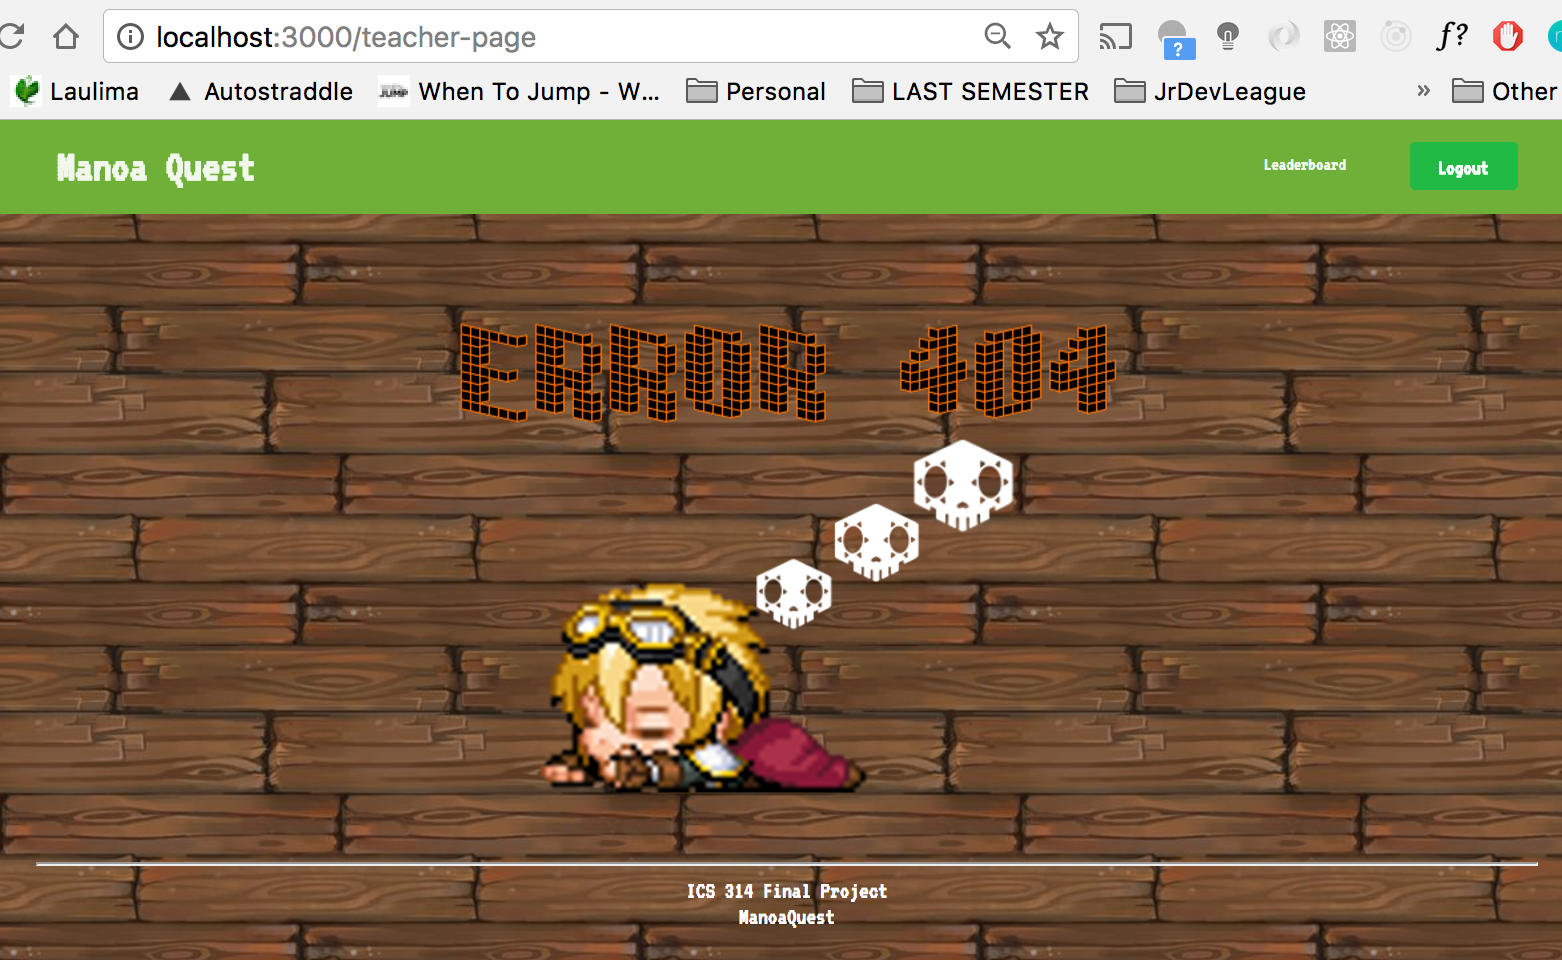 localhost:3000/teacher-page
?
f?
Laulima
Autostraddle
JUMP
When To Jump - W...
Personal
LAST SEMESTER
JrDevLeague
»
Other
Manoa Quest
Leaderboard
Logout
ERROR 404
ICS 314 Final Project
ManoaQuest